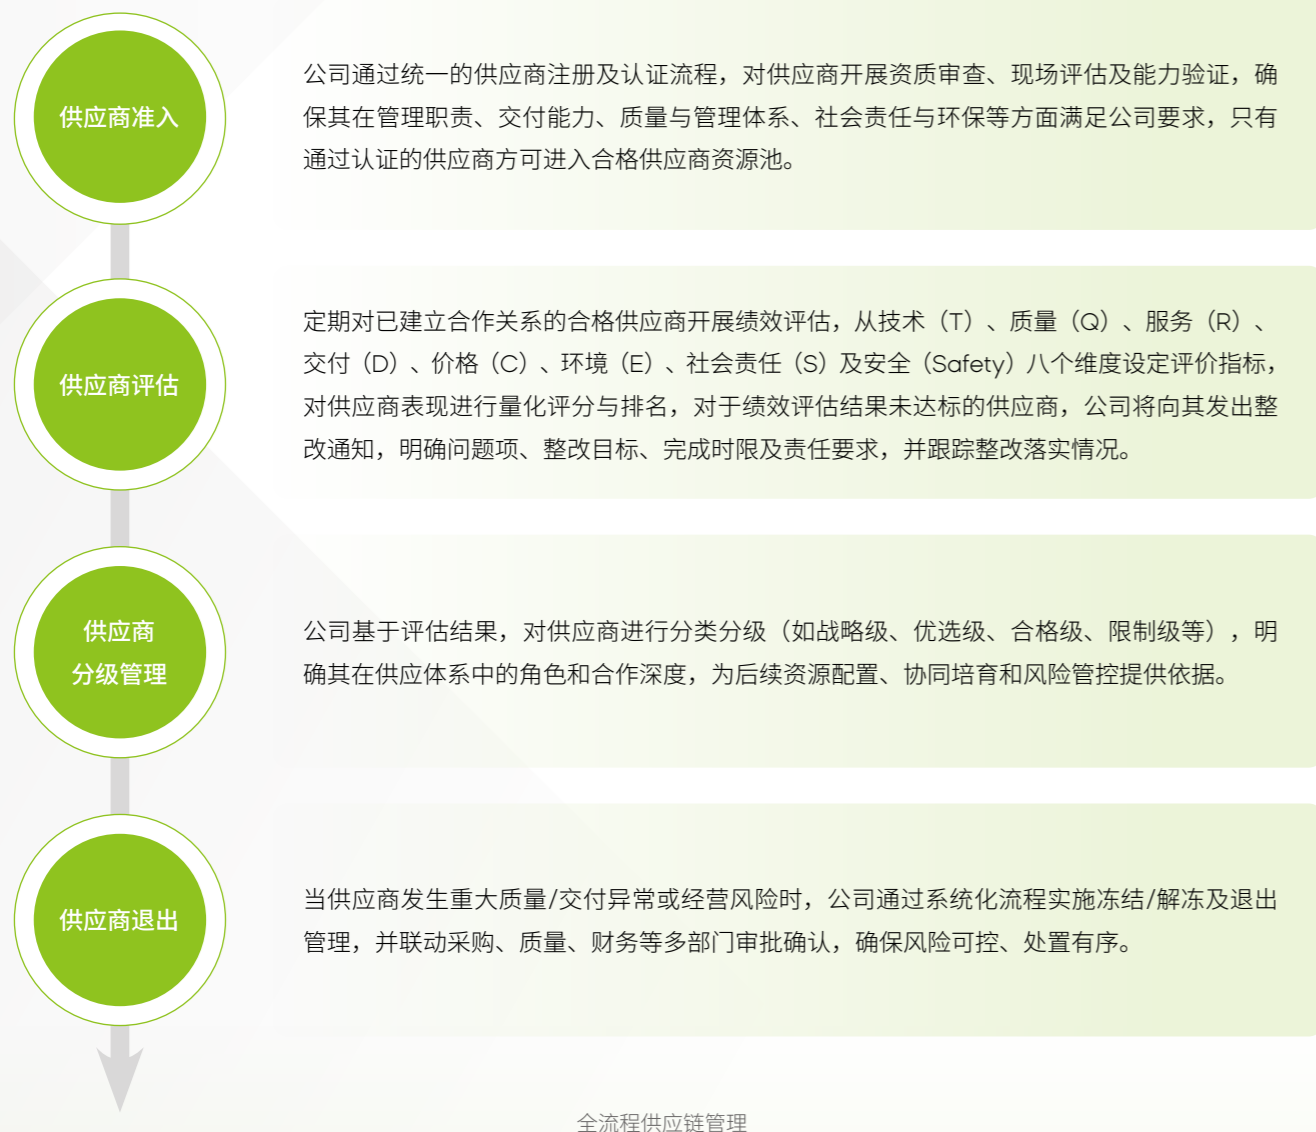 供应商准入
公司通过统一的供应商注册及认证流程，对供应商开展资质审查、现场评估及能力验证，确
保其在管理职责、交付能力、质量与管理体系、社会责任与环保等方面满足公司要求，只有
通过认证的供应商方可进入合格供应商资源池。
供应商评估
定期对已建立合作关系的合格供应商开展绩效评估，从技术（T）、质量（Q）、服务（R）、
交付（D）、价格（C）、环境（E）、社会责任（S）及安全（Safety）八个维度设定评价指标，
对供应商表现进行量化评分与排名，对于绩效评估结果未达标的供应商，公司将向其发出整
改通知，明确问题项、整改目标、完成时限及责任要求，并跟踪整改落实情况。
供应商
分级管理
公司基于评估结果，对供应商进行分类分级（如战略级、优选级、合格级、限制级等），明
确其在供应体系中的角色和合作深度，为后续资源配置、协同培育和风险管控提供依据。
供应商退出
当供应商发生重大质量/交付异常或经营风险时，公司通过系统化流程实施冻结/解冻及退出
管理，并联动采购、质量、财务等多部门审批确认，确保风险可控、处置有序。
全流程供应链管理